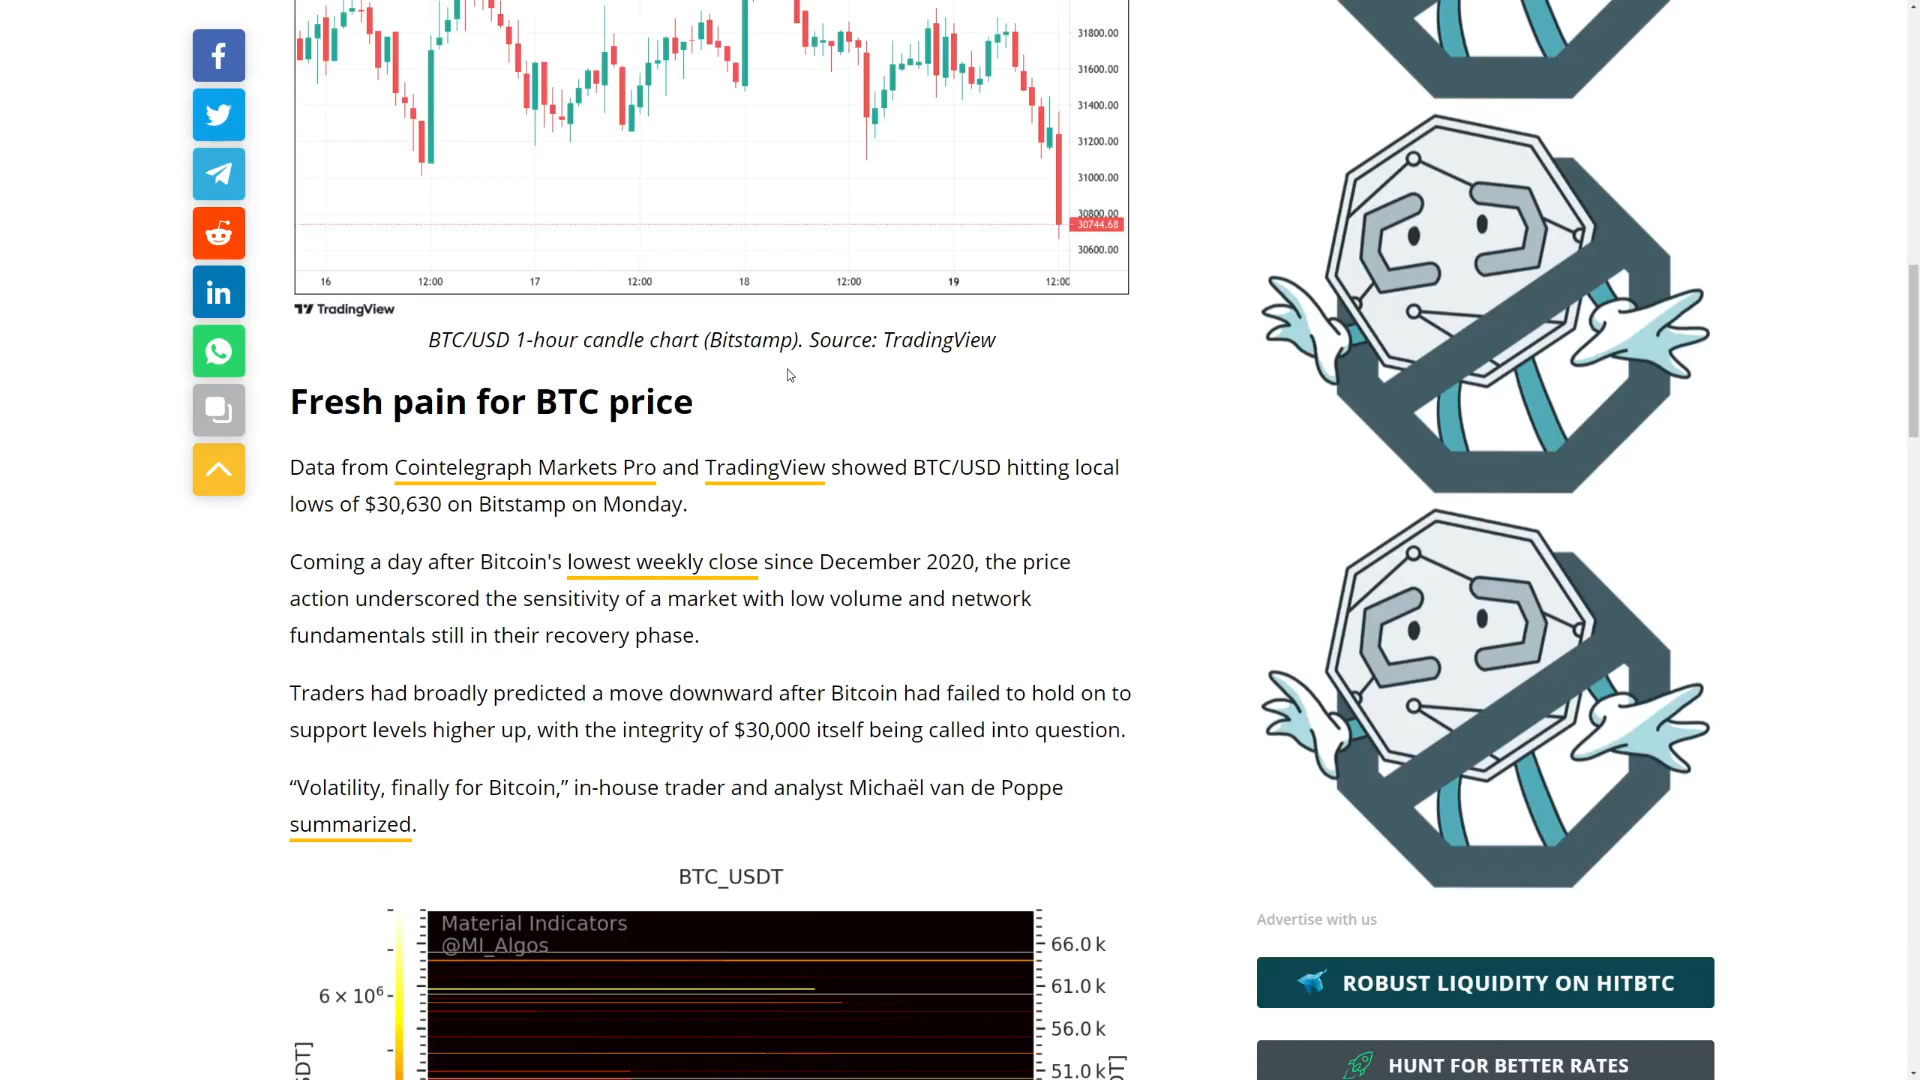 31800.00
31600.00
31400.00
31200.00
31000.00
30800.00
30744.68
30600.00
16 12:00 17 12:00 18 12:00 19 12:00
TradingView
BTC/USD 1-hour candle chart (Bitstamp). Source: TradingView
Fresh pain for BTC price
Data from Cointelegraph Markets Pro and TradingView showed BTC/USD hitting local
lows of $30,630 on Bitstamp on Monday.
Coming a day after Bitcoin's lowest weekly close since December 2020, the price
action underscored the sensitivity of a market with low volume and network
fundamentals still in their recovery phase.
Traders had broadly predicted a move downward after Bitcoin had failed to hold on to
support levels higher up, with the integrity of $30,000 itself being called into question.
“Volatility, finally for Bitcoin,” in-house trader and analyst Michaël van de Poppe
summarized.
BTC_USDT
Material Indicators
@MI_Algos
66.0 k
6 × 10⁶
61.0 k
56.0 k
51.0 k
Advertise with us
ROBUST LIQUIDITY ON HITBTC
HUNT FOR BETTER RATES